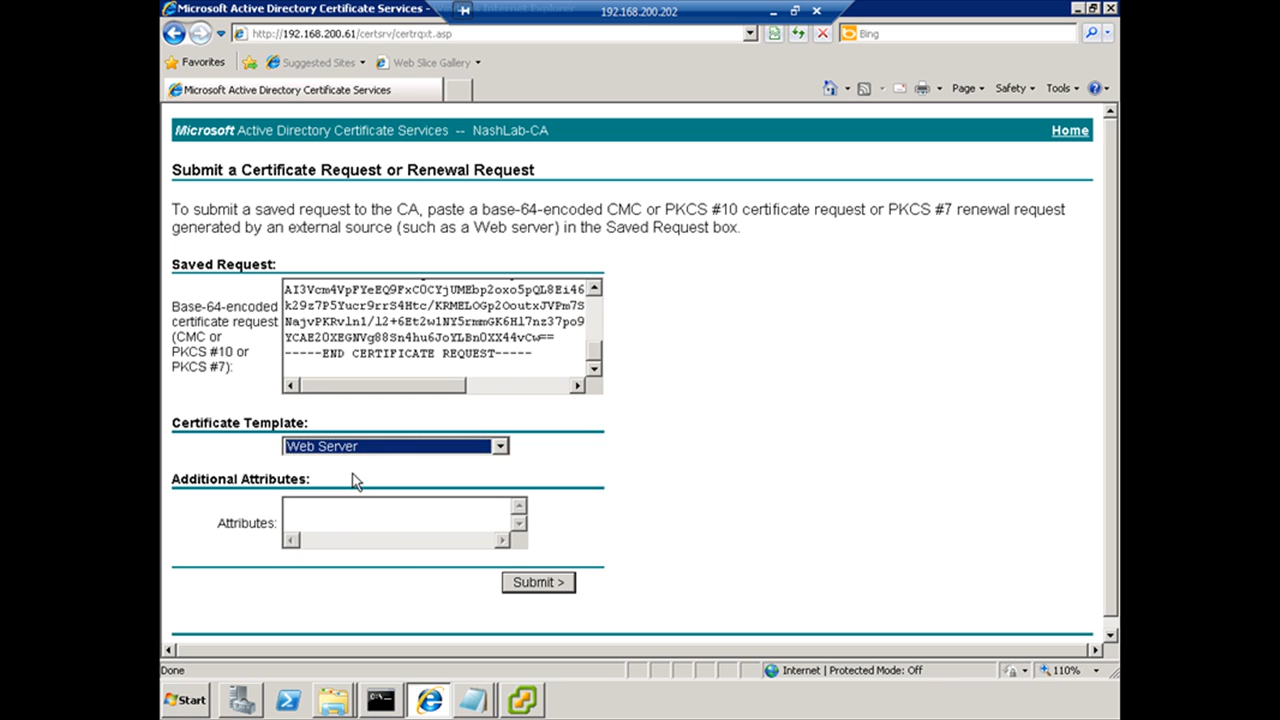 Microsoft Active Directory Certificate Services - Internet Explorer
192.168.200.202
http://192.168.200.61/certsrv/certrqxt.asp
Bing
Favorites
Suggested Sites
Web Slice Gallery
Microsoft Active Directory Certificate Services
Page
Safety
Tools
Microsoft Active Directory Certificate Services -- NashLab-CA
Home
Submit a Certificate Request or Renewal Request
To submit a saved request to the CA, paste a base-64-encoded CMC or PKCS #10 certificate request or PKCS #7 renewal request
generated by an external source (such as a Web server) in the Saved Request box.
Saved Request:
Base-64-encoded
certificate request
(CMC or
PKCS #10 or
PKCS #7):
AI3Vcm4VpFYeEQ9FxCOCYjUMEbp2oxo5pQL8Ei46
k29z7P5Yucr9rrS4Htc/KRMELOGp2OoutxJVPm7S
NajvPKRvln1/l2+6Et2w1NY5rmmGK6Hl7nz37po9
YCAE2OXEGNVg88Sn4hu6JoYLBnOXX44vCw==
-----END CERTIFICATE REQUEST-----
Certificate Template:
Web Server
Additional Attributes:
Attributes:
Submit >
Done
Internet | Protected Mode: Off
110%
Start